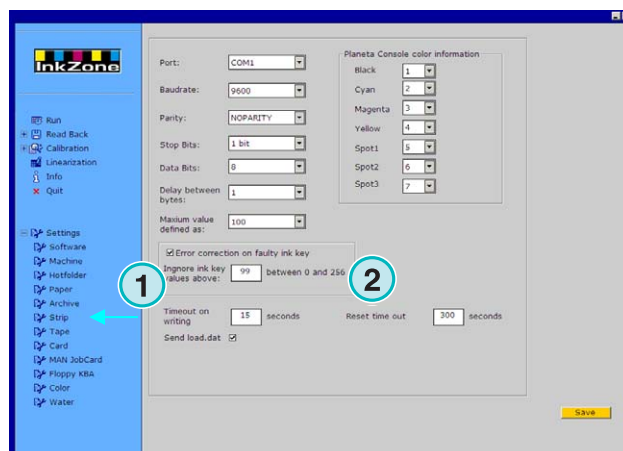 InkZone
Run
Read Back
Calibration
Linearization
Info
Quit
Settings
Software
Machine
Hotfolder
Paper
Archive
Strip
Tape
Card
MAN JobCard
Floppy KBA
Color
Water
1
Port: COM1
Baudrate: 9600
Parity: NOPARITY
Stop Bits: 1 bit
Data Bits: 8
Delay between
bytes: 1
Maxium value
defined as: 100
Planeta Console color information
Black 1
Cyan 2
Magenta 3
Yellow 4
Spot1 5
Spot2 6
Spot3 7
Error correction on faulty ink key
Ingnore ink key
values above: 99 between 0 and 256
2
Timeout on
writing 15 seconds
Reset time out 300 seconds
Send load.dat
Save